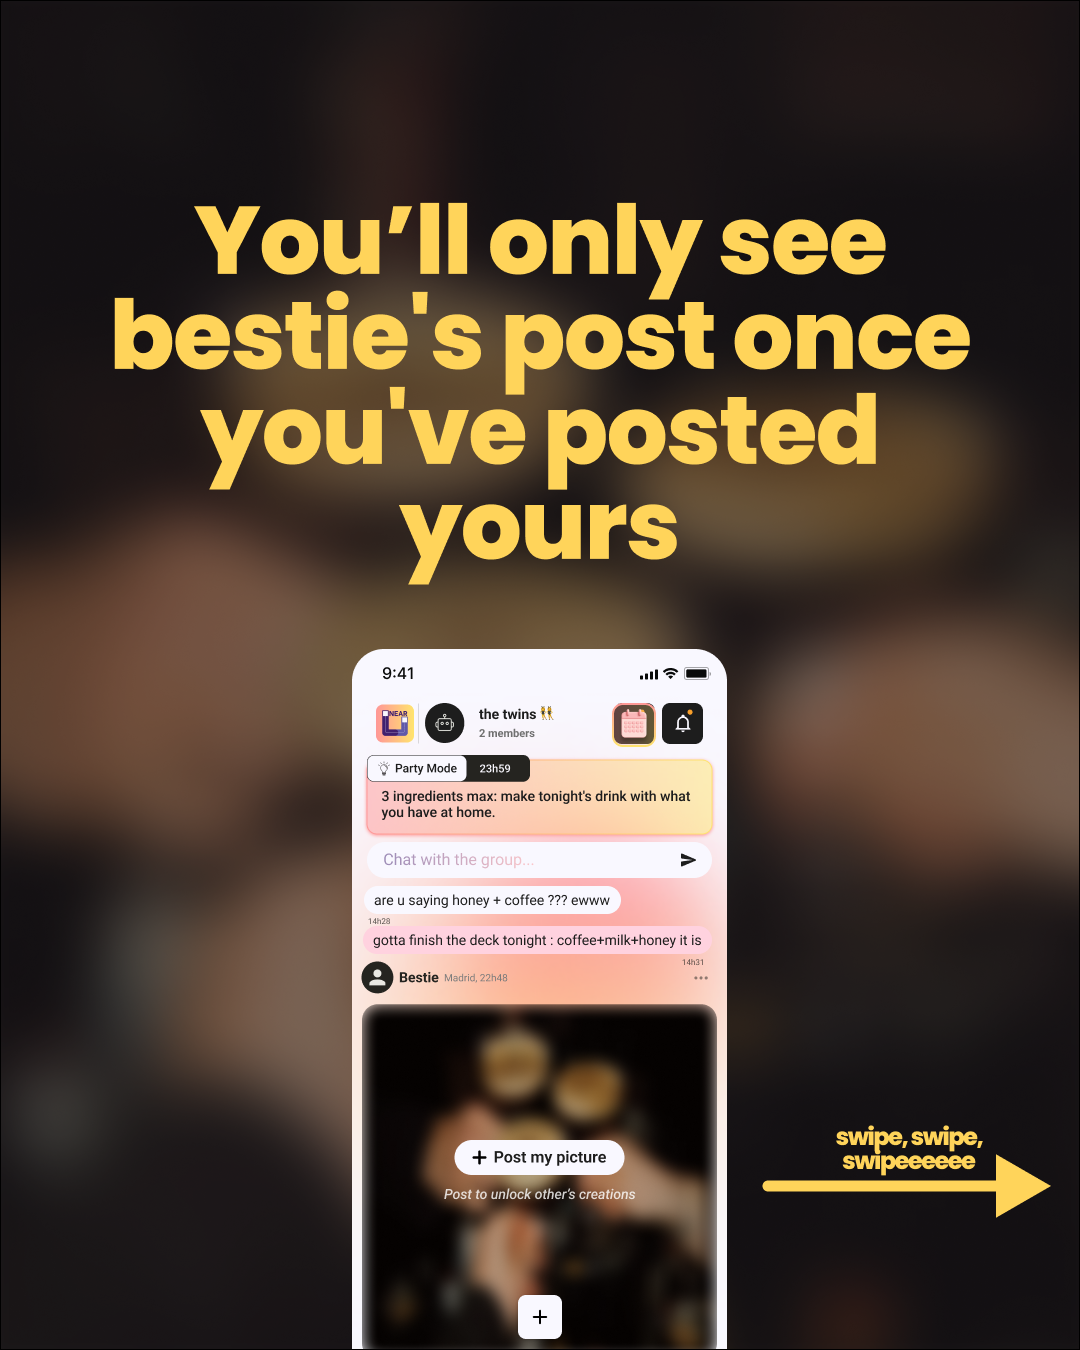 You’ll only see
bestie's post once
you've posted
yours
9:41
NEAR
the twins 👯
2 members
Party Mode 23h59
3 ingredients max: make tonight's drink with what
you have at home.
Chat with the group...
are u saying honey + coffee ??? ewww
14h28
gotta finish the deck tonight : coffee+milk+honey it is
14h31
Bestie Madrid, 22h48
+ Post my picture
Post to unlock other’s creations
+
swipe, swipe,
swipeeeeee